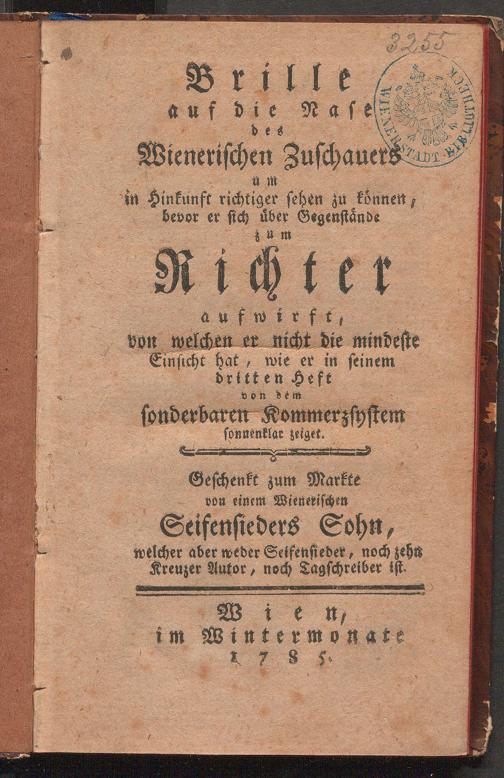 3255
WIENER STADT-BIBLIOTHECK
Brille
auf die Nase
des
Wienerischen Zuschauers
um
in Hinkunft richtiger sehen zu können,
bevor er sich über Gegenstände
zum
Richter
aufwirft,
von welchen er nicht die mindeste
Einsicht hat, wie er in seinem
dritten Heft
von dem
sonderbaren Kommerzsystem
sonnenklar zeiget.
Geschenkt zum Markte
von einem Wienerischen
Seifensieders Sohn,
welcher aber weder Seifensieder, noch zehn
Kreuzer Autor, noch Tagschreiber ist.
Wien,
im Wintermonate
1785.